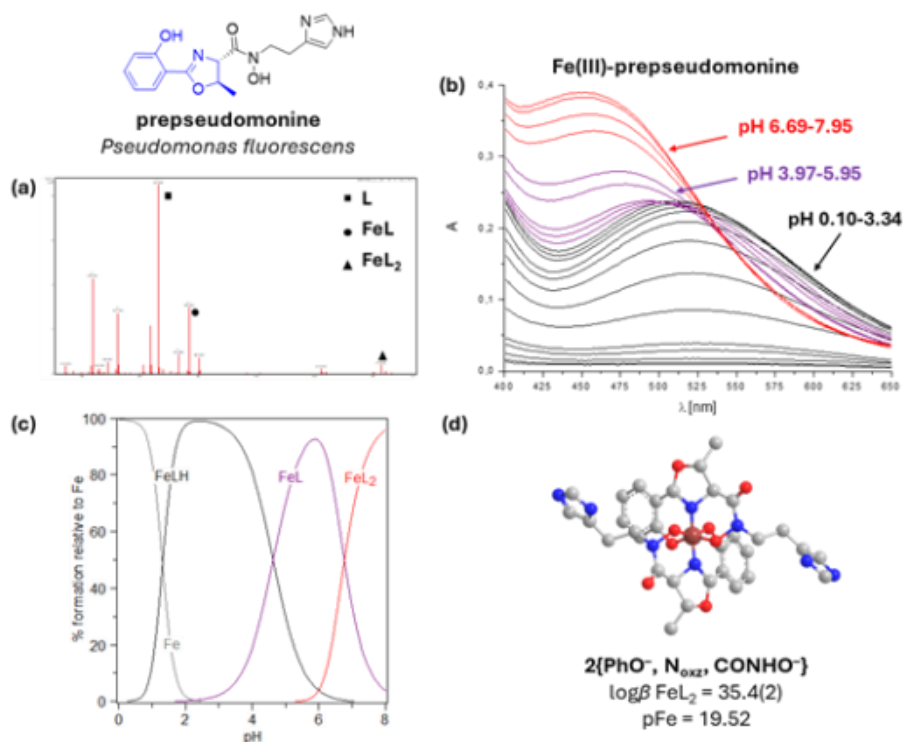 OH
O
N
NH
N
N
OH
O
prepseudomonine
Pseudomonas fluorescens
Fe(III)-prepseudomonine
(a)
■ L
● FeL
▲ FeL₂
(b)
0,4
0,3
0,2
0,1
0,0
A
pH 6.69-7.95
pH 3.97-5.95
pH 0.10-3.34
400 425 450 475 500 525 550 575 600 625 650
λ [nm]
(c)
% formation relative to Fe
100
80
60
40
20
0
FeLH
FeL
FeL₂
Fe
0 2 4 6 8
pH
(d)
2{PhO⁻, Nₒₓz, CONHO⁻}
logβ FeL₂ = 35.4(2)
pFe = 19.52